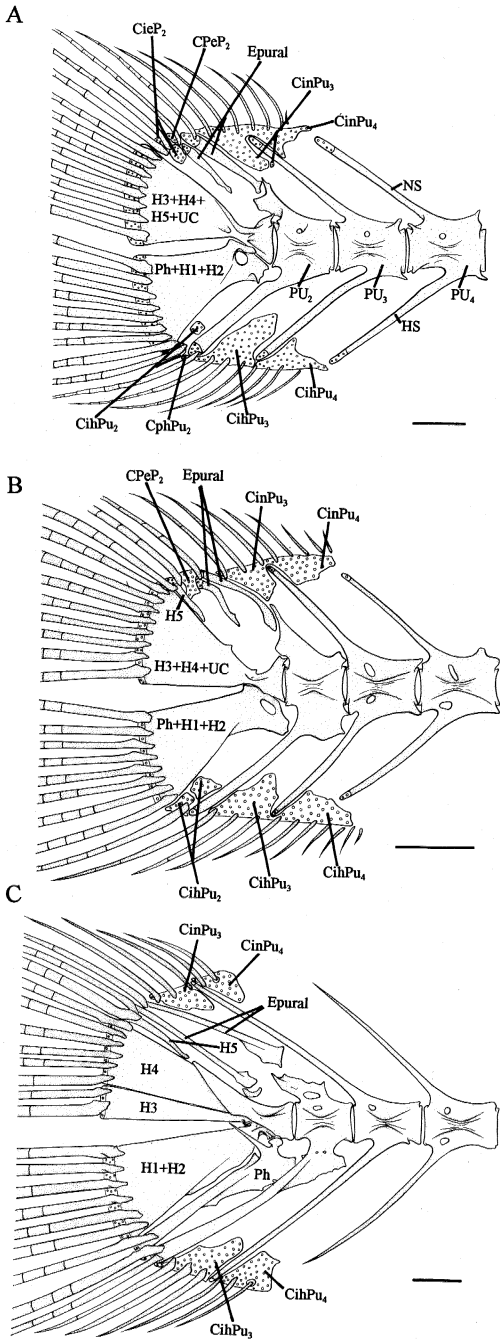 A
CieP₂
CPeP₂
Epural
CinPu₃
CinPu₄
NS
H3+H4+
H5+UC
Ph+H1+H2
PU₂
PU₃
PU₄
HS
CihPu₂
CphPu₂
CihPu₃
CihPu₄
B
CPeP₂
Epural
CinPu₃
CinPu₄
H5
H3+H4+UC
Ph+H1+H2
CihPu₂
CihPu₃
CihPu₄
C
CinPu₃
CinPu₄
Epural
H5
H4
H3
H1+H2
Ph
CihPu₃
CihPu₄